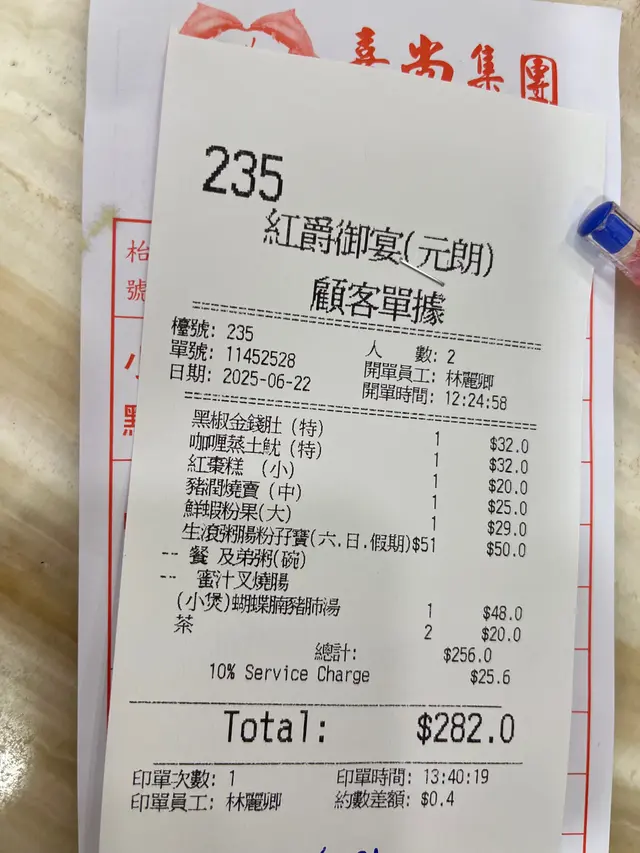 喜尚集團
235
紅爵御宴(元朗)
顧客單據
檯號: 235 人 數: 2
單號: 11452528 開單員工: 林麗卿
日期: 2025-06-22 開單時間: 12:24:58
黑椒金錢肚 (特) 1 $32.0
咖喱蒸土魷 (特) 1 $32.0
紅棗糕 (小) 1 $20.0
豬潤燒賣 (中) 1 $25.0
鮮蝦粉果(大) 1 $29.0
生滾粥腸粉孖寶(六.日.假期)$51 $50.0
-- 餐 及弟粥(碗)
-- 蜜汁叉燒腸
(小煲)蝴蝶腩豬肺湯 1 $48.0
茶 2 $20.0
總計: $256.0
10% Service Charge $25.6
Total: $282.0
印單次數: 1 印單時間: 13:40:19
印單員工: 林麗卿 約數差額: $0.4
枱
號
小